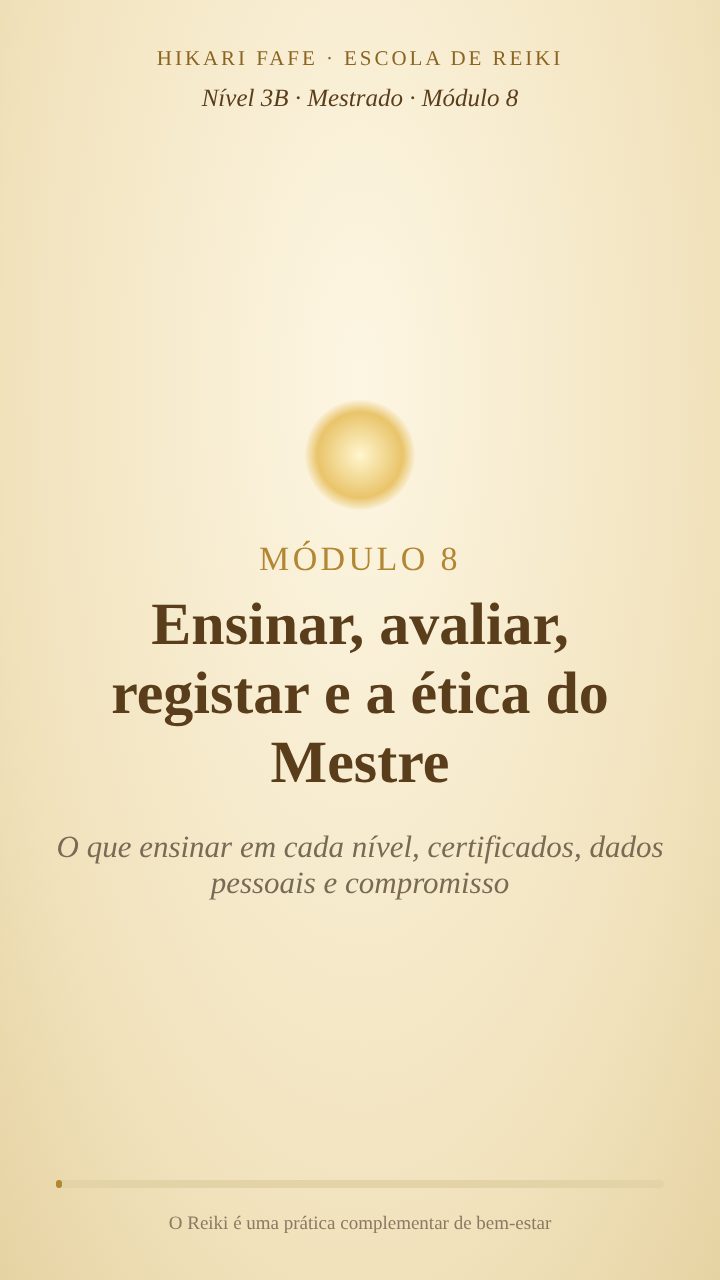 HIKARI FAFE · ESCOLA DE REIKI
Nível 3B · Mestrado · Módulo 8
MÓDULO 8
Ensinar, avaliar,
registar e a ética do
Mestre
O que ensinar em cada nível, certificados, dados
pessoais e compromisso
O Reiki é uma prática complementar de bem-estar